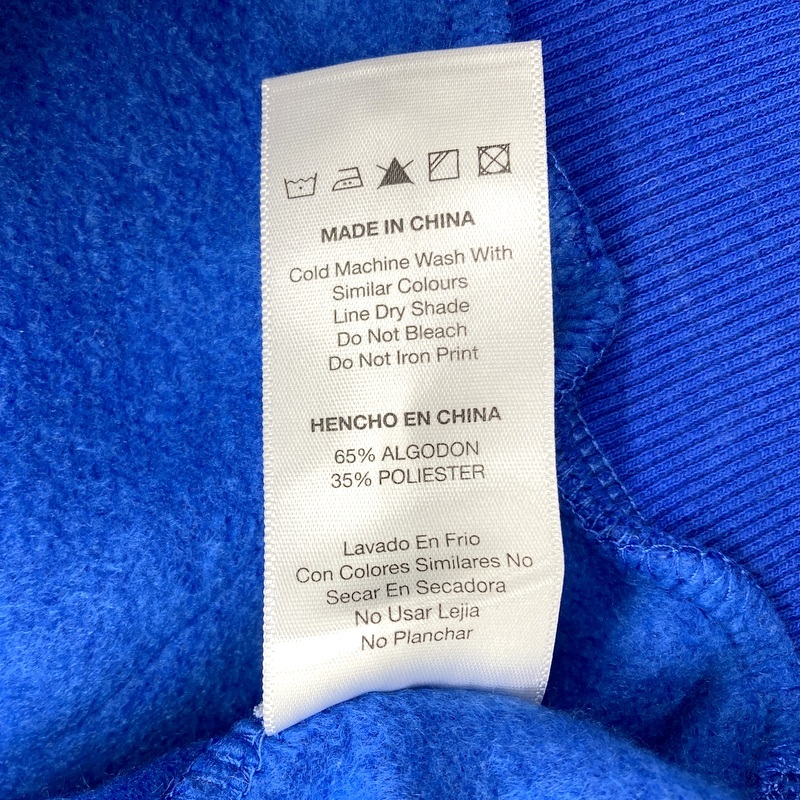 MADE IN CHINA
Cold Machine Wash With
Similar Colours
Line Dry Shade
Do Not Bleach
Do Not Iron Print
HENCHO EN CHINA
65% ALGODON
35% POLIESTER
Lavado En Frio
Con Colores Similares No
Secar En Secadora
No Usar Lejia
No Planchar